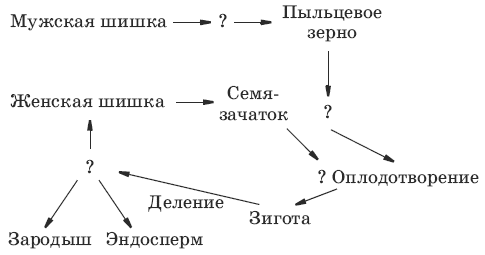 Мужская шишка ? Пыльцевое
зерно
Женская шишка Семя-
зачаток ?
?
? Оплодотворение
Деление
Зигота
Зародыш Эндосперм